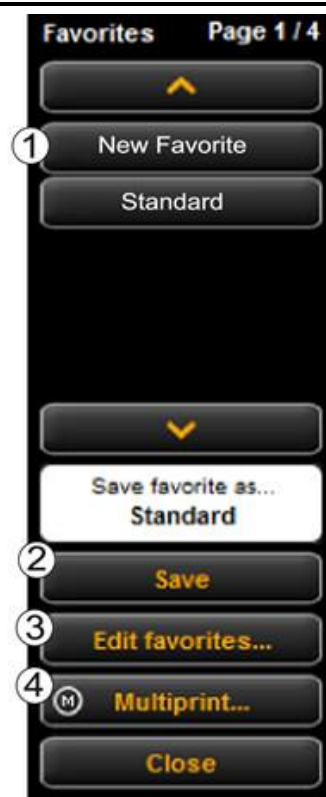 Favorites Page 1 / 4
1 New Favorite
Standard
Save favorite as...
Standard
2 Save
3 Edit favorites...
4 M Multiprint...
Close